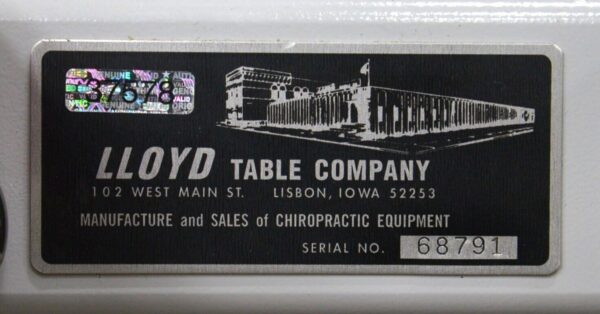 37578
LLOYD TABLE COMPANY
102 WEST MAIN ST. LISBON, IOWA 52253
MANUFACTURE and SALES of CHIROPRACTIC EQUIPMENT
SERIAL NO. 68791